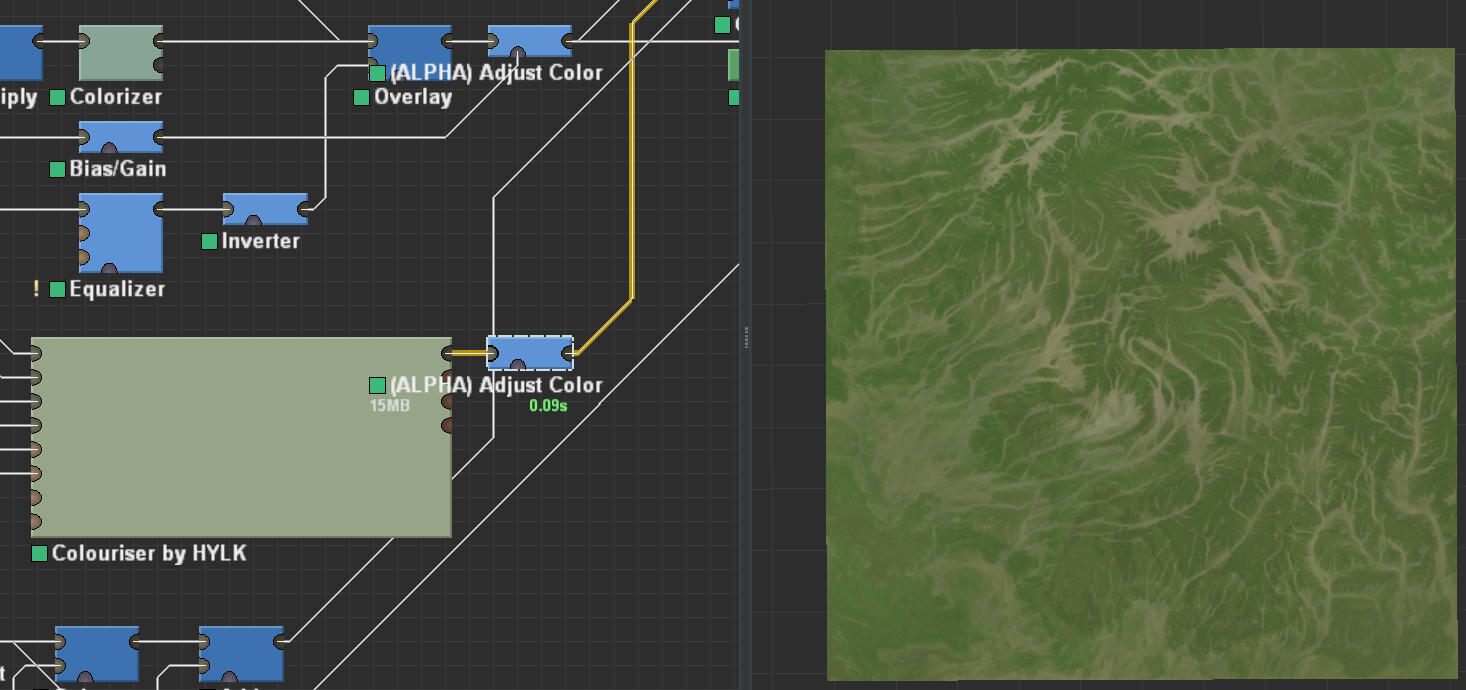 (ALPHA) Adjust Color
iply
Colorizer
Overlay
Bias/Gain
Inverter
!
Equalizer
(ALPHA) Adjust Color
15MB
0.09s
Colouriser by HYLK